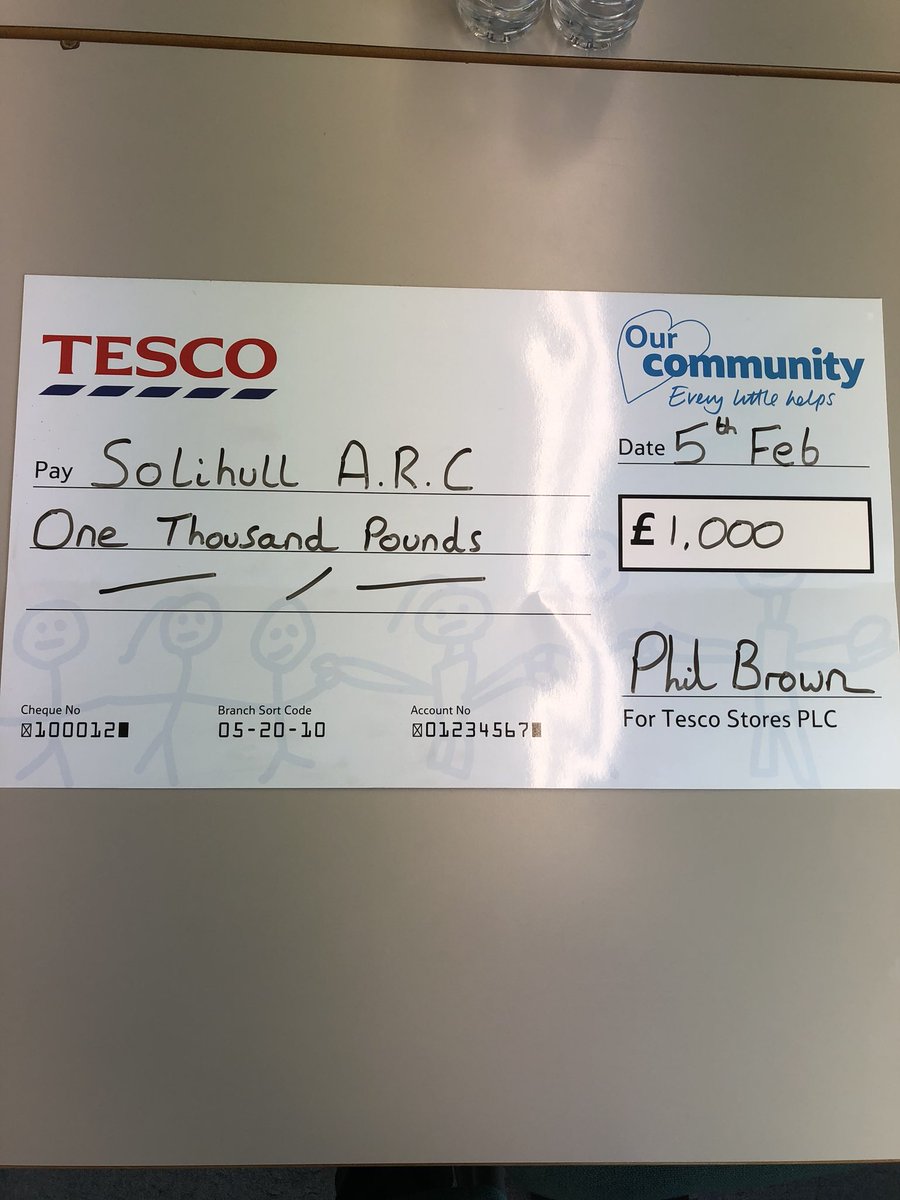 TESCO
Our
community
Every little helps
Pay Solihull A.R.C
Date 5th Feb
One Thousand Pounds
£1,000
Phil Brown
For Tesco Stores PLC
Cheque No
100012
Branch Sort Code
05-20-10
Account No
01234567